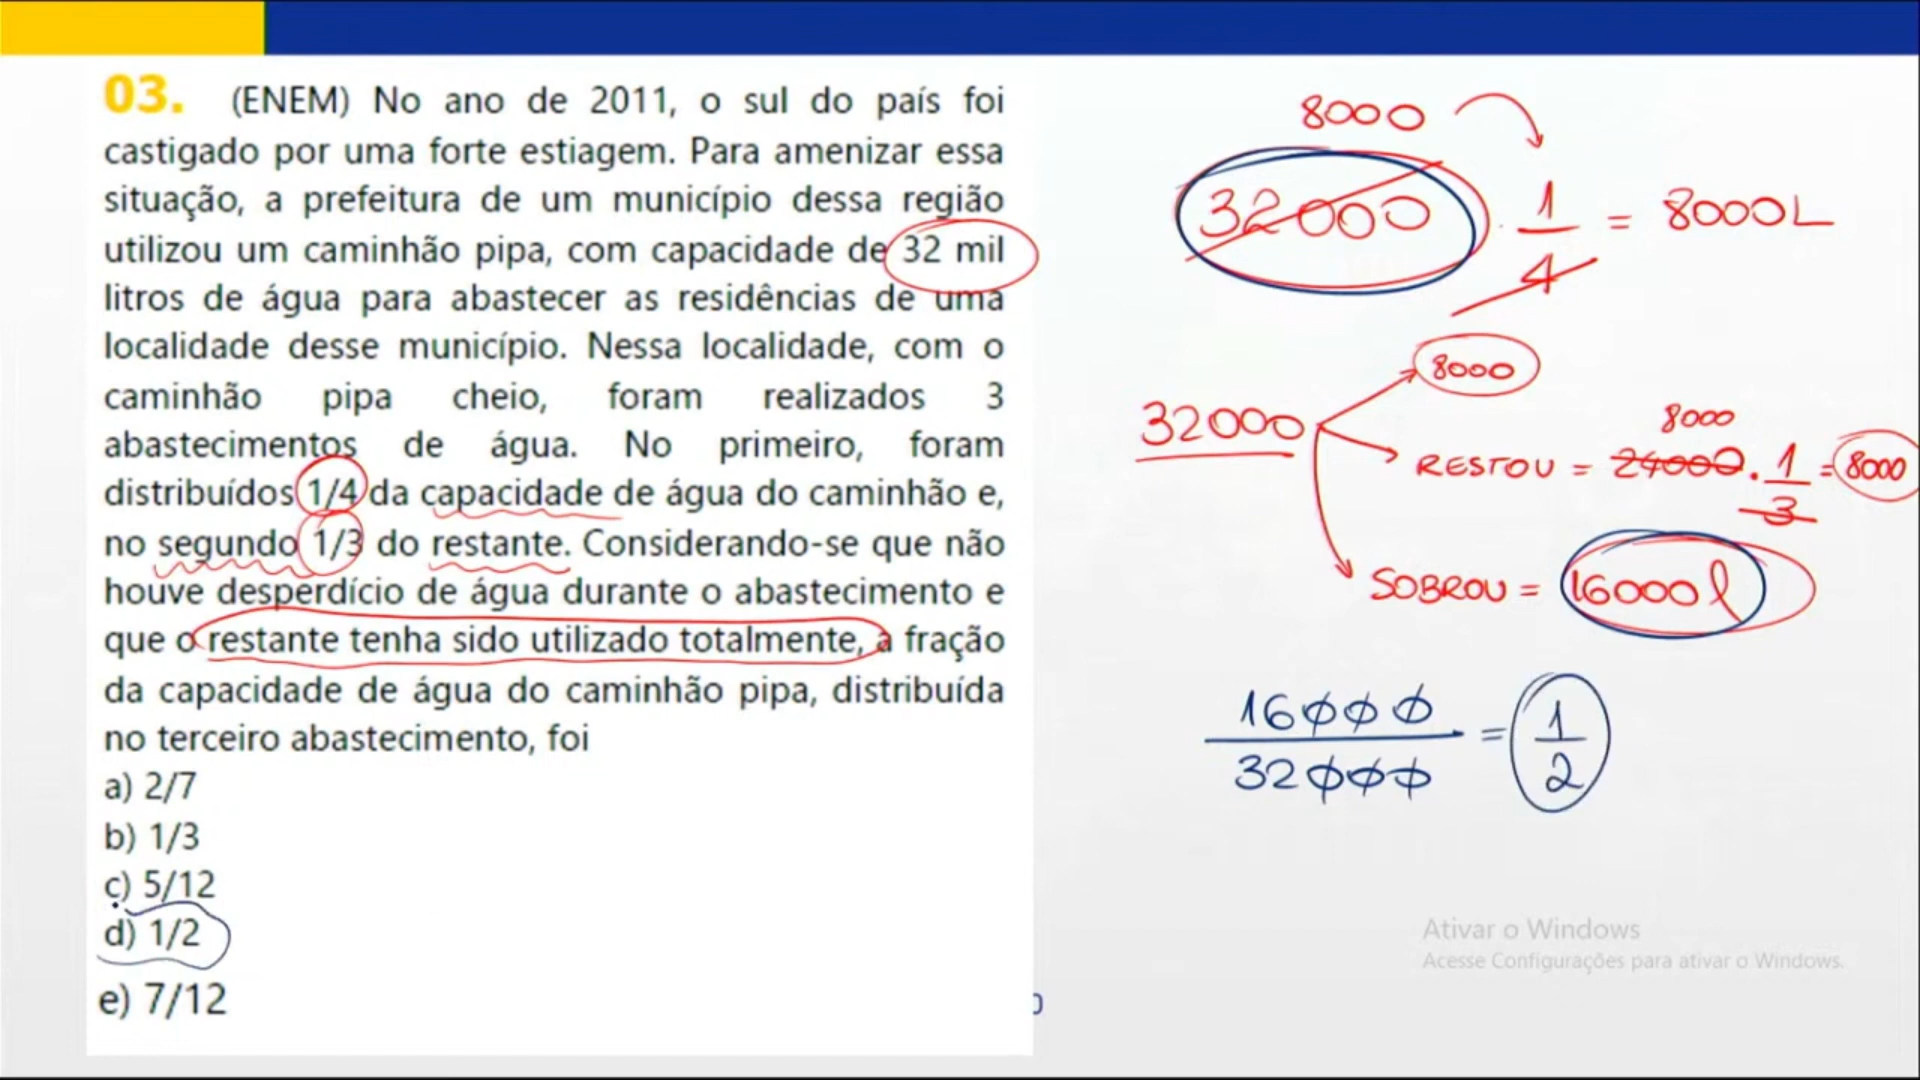 03. (ENEM) No ano de 2011, o sul do país foi
castigado por uma forte estiagem. Para amenizar essa
situação, a prefeitura de um município dessa região
utilizou um caminhão pipa, com capacidade de 32 mil
litros de água para abastecer as residências de uma
localidade desse município. Nessa localidade, com o
caminhão pipa cheio, foram realizados 3
abastecimentos de água. No primeiro, foram
distribuídos 1/4 da capacidade de água do caminhão e,
no segundo 1/3 do restante. Considerando-se que não
houve desperdício de água durante o abastecimento e
que o restante tenha sido utilizado totalmente, a fração
da capacidade de água do caminhão pipa, distribuída
no terceiro abastecimento, foi
a) 2/7
b) 1/3
c) 5/12
d) 1/2
e) 7/12
8000
32000 . 1/4 = 8000L
8000
32000
8000
RESTOU = 24000 . 1/3 = 8000
SOBROU = 16000 l
16000/32000 = 1/2
Ativar o Windows
Acesse Configurações para ativar o Windows.